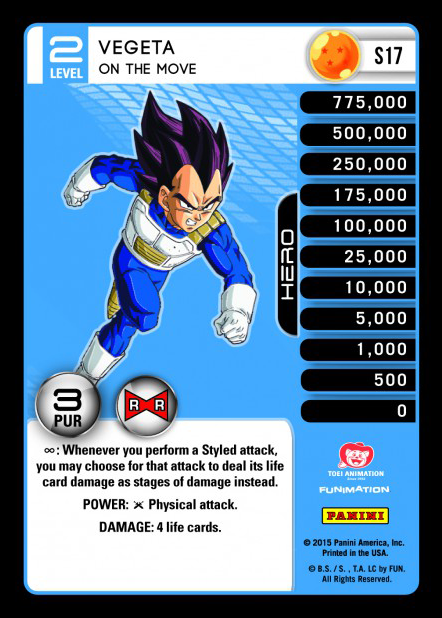 2
LEVEL
VEGETA
ON THE MOVE
S17
775,000
500,000
250,000
175,000
100,000
25,000
10,000
5,000
1,000
500
0
HERO
3
PUR
R R
∞: Whenever you perform a Styled attack,
you may choose for that attack to deal its life
card damage as stages of damage instead.
POWER: Physical attack.
DAMAGE: 4 life cards.
TOEI ANIMATION
Since 1956
FUNIMATION
PANINI
© 2015 Panini America, Inc.
Printed in the USA.
© B.S. / S. , T.A. LC by FUN.
All Rights Reserved.